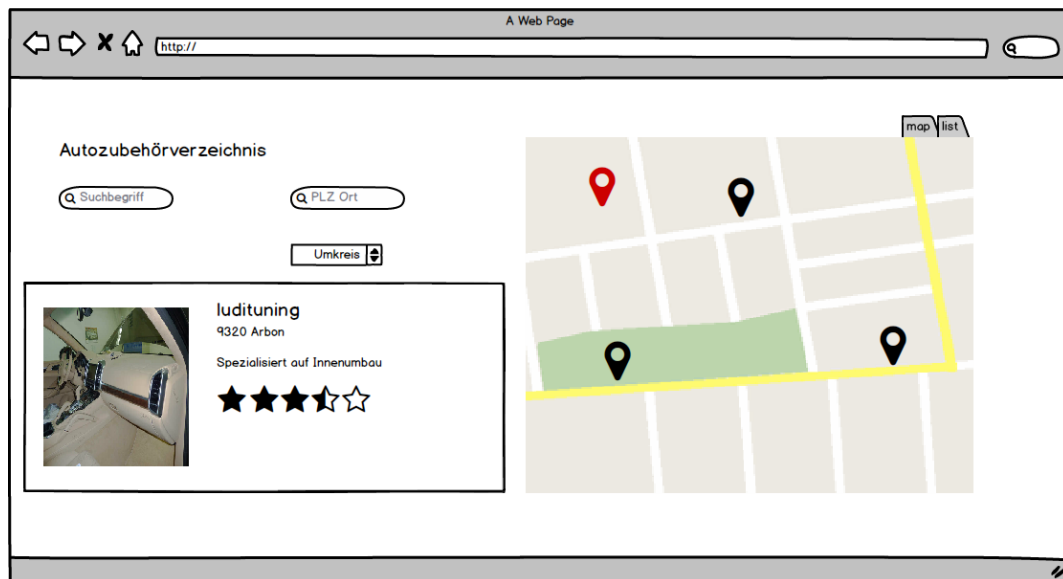 A Web Page
http://
map list
Autozubehörverzeichnis
Suchbegriff
PLZ Ort
Umkreis
ludituning
9320 Arbon
Spezialisiert auf Innenumbau